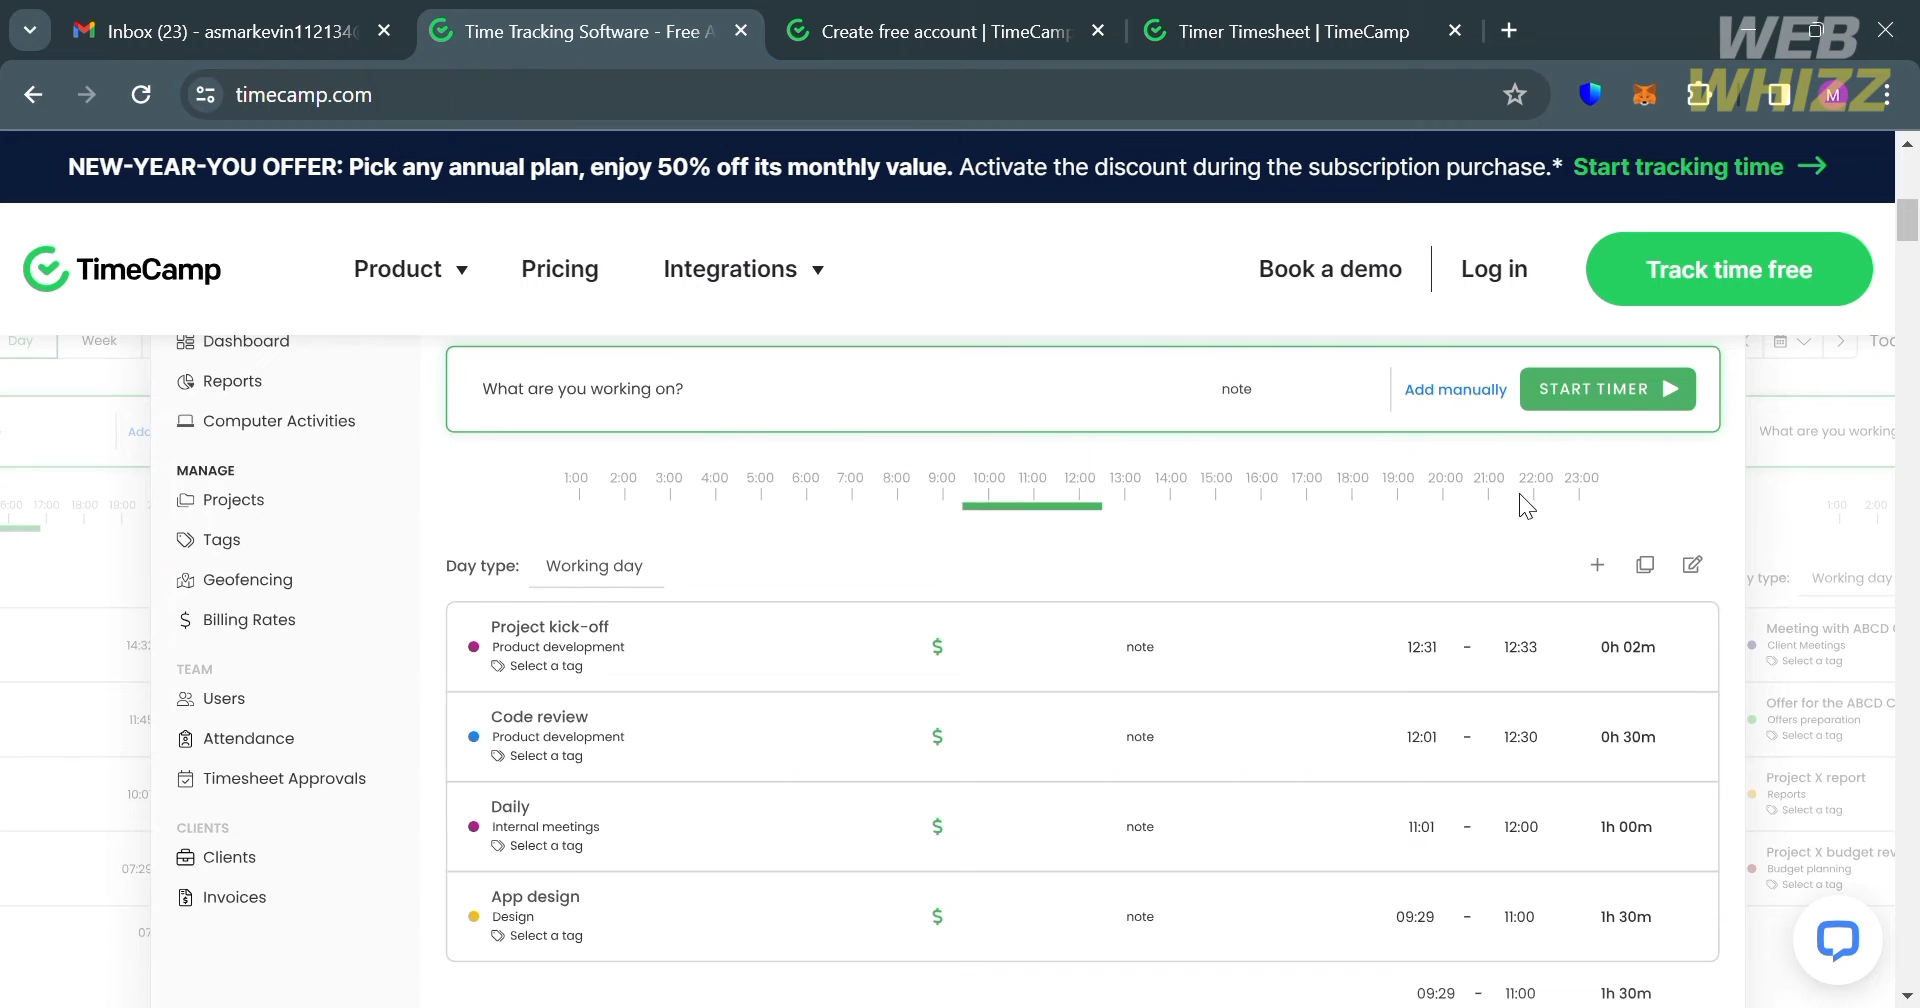 Inbox (23) - asmarkevin112134
Time Tracking Software - Free A
Create free account | TimeCamp
Timer Timesheet | TimeCamp
WEB
WHIZZ
timecamp.com
M
NEW-YEAR-YOU OFFER: Pick any annual plan, enjoy 50% off its monthly value. Activate the discount during the subscription purchase.* Start tracking time →
TimeCamp
Product
Pricing
Integrations
Book a demo
Log in
Track time free
Day
Week
Dashboard
Reports
Computer Activities
MANAGE
Projects
Tags
Geofencing
Billing Rates
TEAM
Users
Attendance
Timesheet Approvals
CLIENTS
Clients
Invoices
What are you working on?
note
Add manually
START TIMER
1:00 2:00 3:00 4:00 5:00 6:00 7:00 8:00 9:00 10:00 11:00 12:00 13:00 14:00 15:00 16:00 17:00 18:00 19:00 20:00 21:00 22:00 23:00
Day type: Working day
Project kick-off
Product development
Select a tag
$ note 12:31 - 12:33 0h 02m
Code review
Product development
Select a tag
$ note 12:01 - 12:30 0h 30m
Daily
Internal meetings
Select a tag
$ note 11:01 - 12:00 1h 00m
App design
Design
Select a tag
$ note 09:29 - 11:00 1h 30m
09:29 - 11:00 1h 30m
17:00 18:00 19:00
What are you working
1:00 2:00
type: Working day
Meeting with ABCD
Client Meetings
Select a tag
Offer for the ABCD C
Offers preparation
Select a tag
Project X report
Reports
Select a tag
Project X budget rev
Budget planning
Select a tag